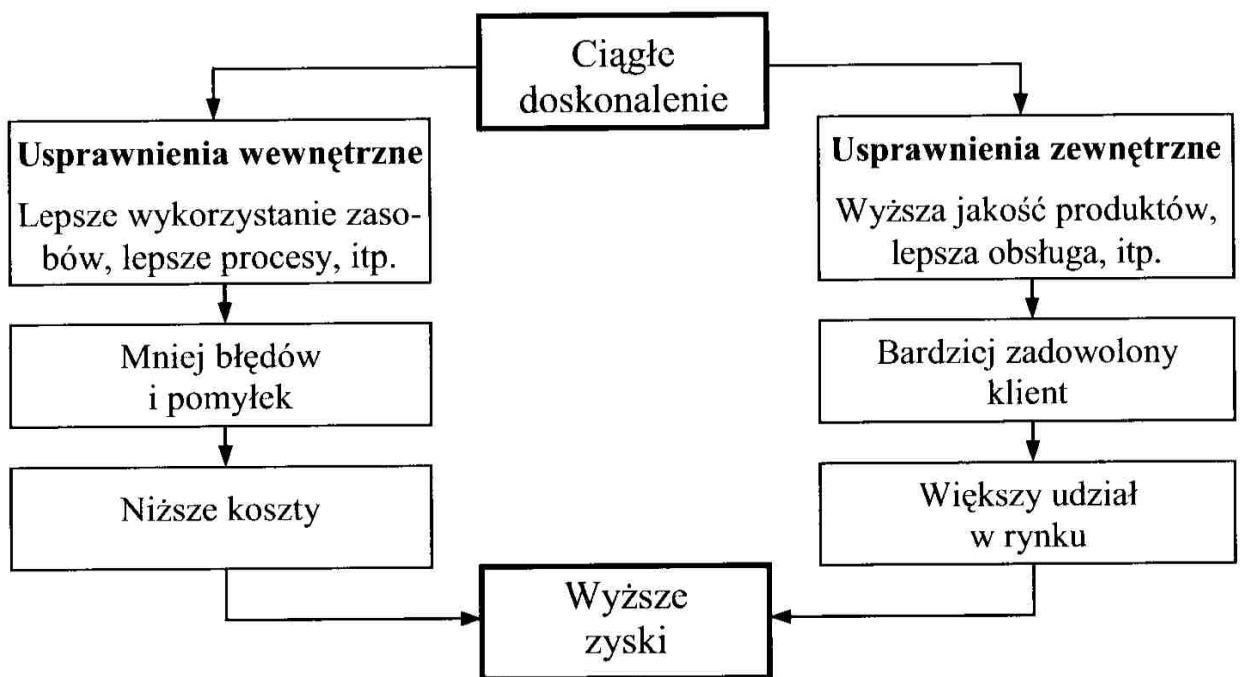 Ciągłe
doskonalenie
Usprawnienia wewnętrzne
Lepsze wykorzystanie zaso-
bów, lepsze procesy, itp.
Mniej błędów
i pomyłek
Niższe koszty
Usprawnienia zewnętrzne
Wyższa jakość produktów,
lepsza obsługa, itp.
Bardziej zadowolony
klient
Większy udział
w rynku
Wyższe
zyski